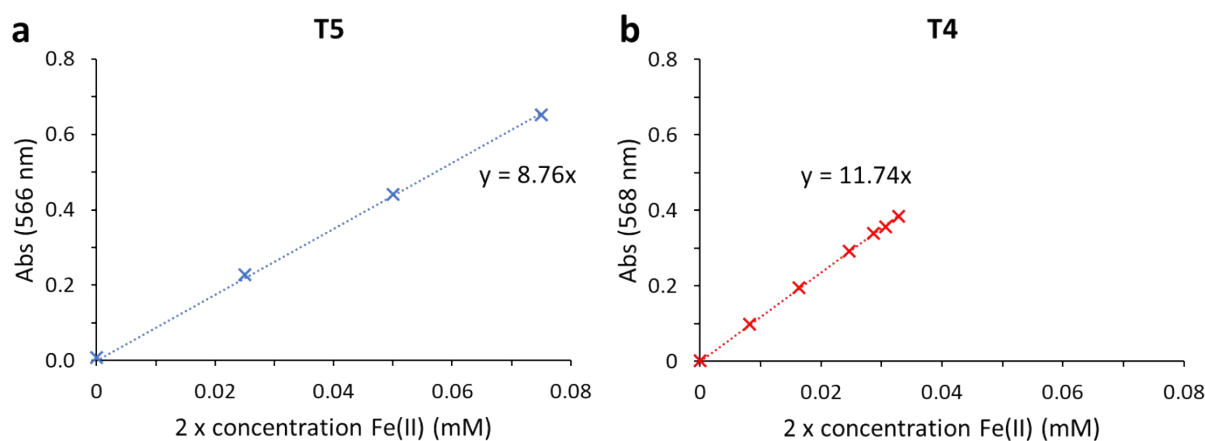 a
T5
0.8
0.6
0.4
0.2
0.0
Abs (566 nm)
y = 8.76x
0
0.02
0.04
0.06
0.08
2 x concentration Fe(II) (mM)
b
T4
0.8
0.6
0.4
0.2
0
Abs (568 nm)
y = 11.74x
0
0.02
0.04
0.06
0.08
2 x concentration Fe(II) (mM)